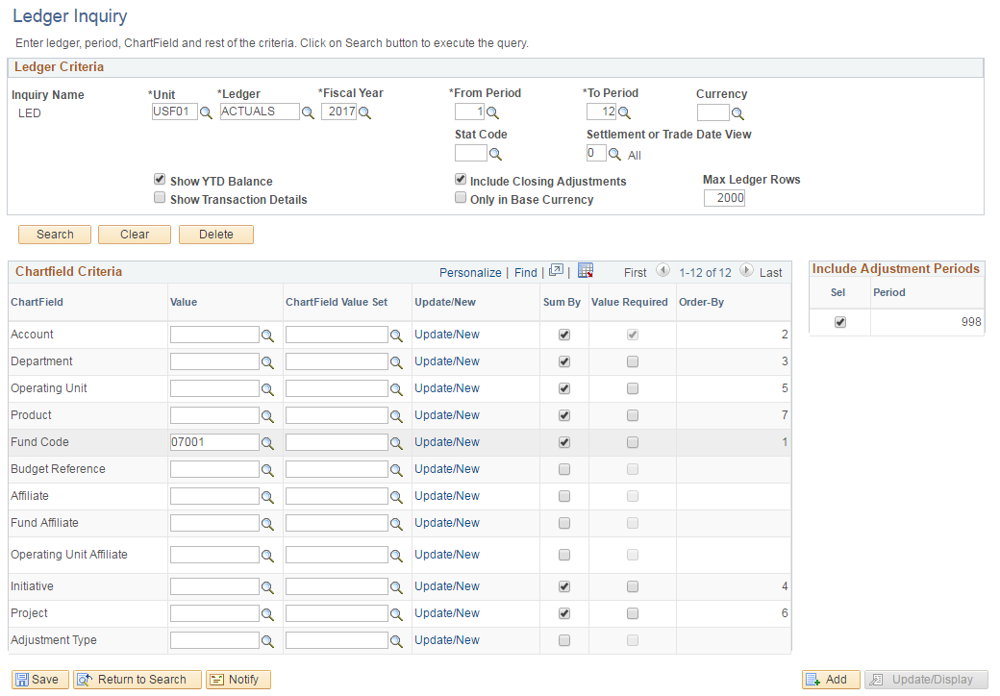 Ledger Inquiry
Enter ledger, period, ChartField and rest of the criteria. Click on Search button to execute the query.
Ledger Criteria
Inquiry Name *Unit *Ledger *Fiscal Year *From Period *To Period Currency
LED USF01 ACTUALS 2017 1 12
Stat Code Settlement or Trade Date View
0 All
Show YTD Balance Include Closing Adjustments Max Ledger Rows
Show Transaction Details Only in Base Currency 2000
Search Clear Delete
Chartfield Criteria Personalize | Find | | First 1-12 of 12 Last
ChartField Value ChartField Value Set Update/New Sum By Value Required Order-By
Account Update/New 2
Department Update/New 3
Operating Unit Update/New 5
Product Update/New 7
Fund Code 07001 Update/New 1
Budget Reference Update/New
Affiliate Update/New
Fund Affiliate Update/New
Operating Unit Affiliate Update/New
Initiative Update/New 4
Project Update/New 6
Adjustment Type Update/New
Include Adjustment Periods
Sel Period
998
Save Return to Search Notify Add Update/Display